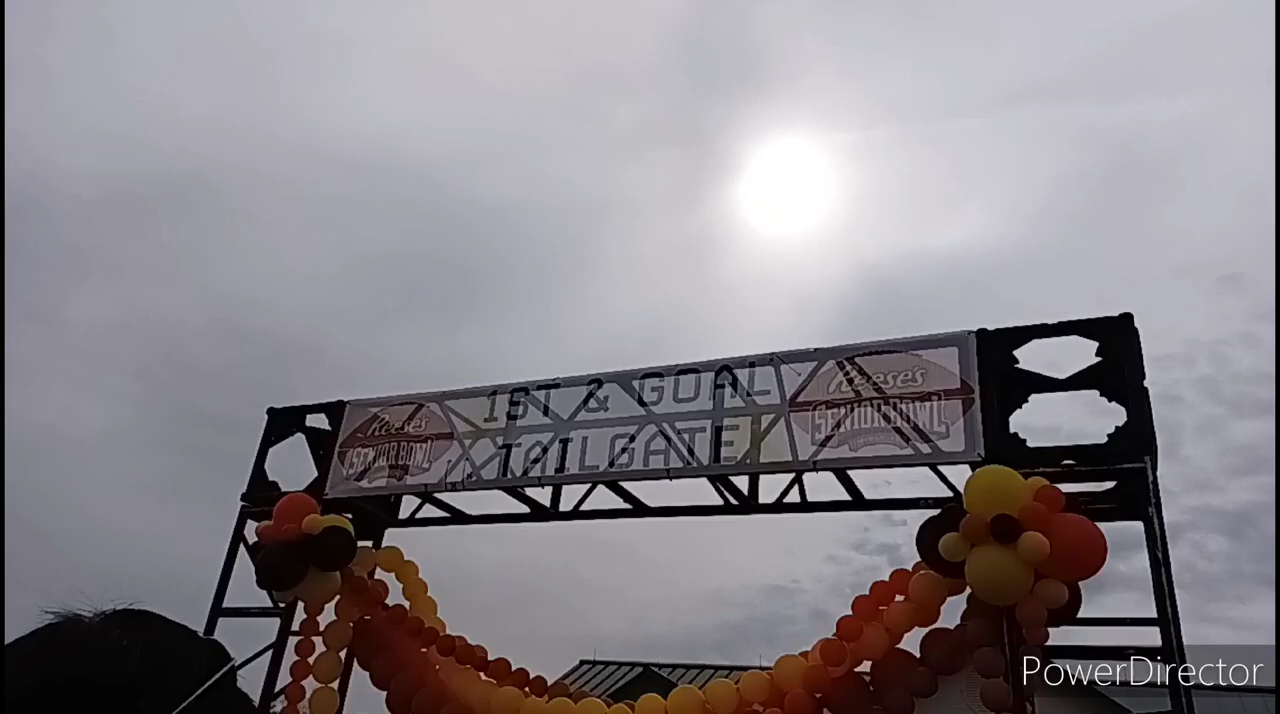 1ST & GOAL
TAILGATE!
Reese's
SENIOR BOWL
Reese's
SENIOR BOWL
PowerDirector